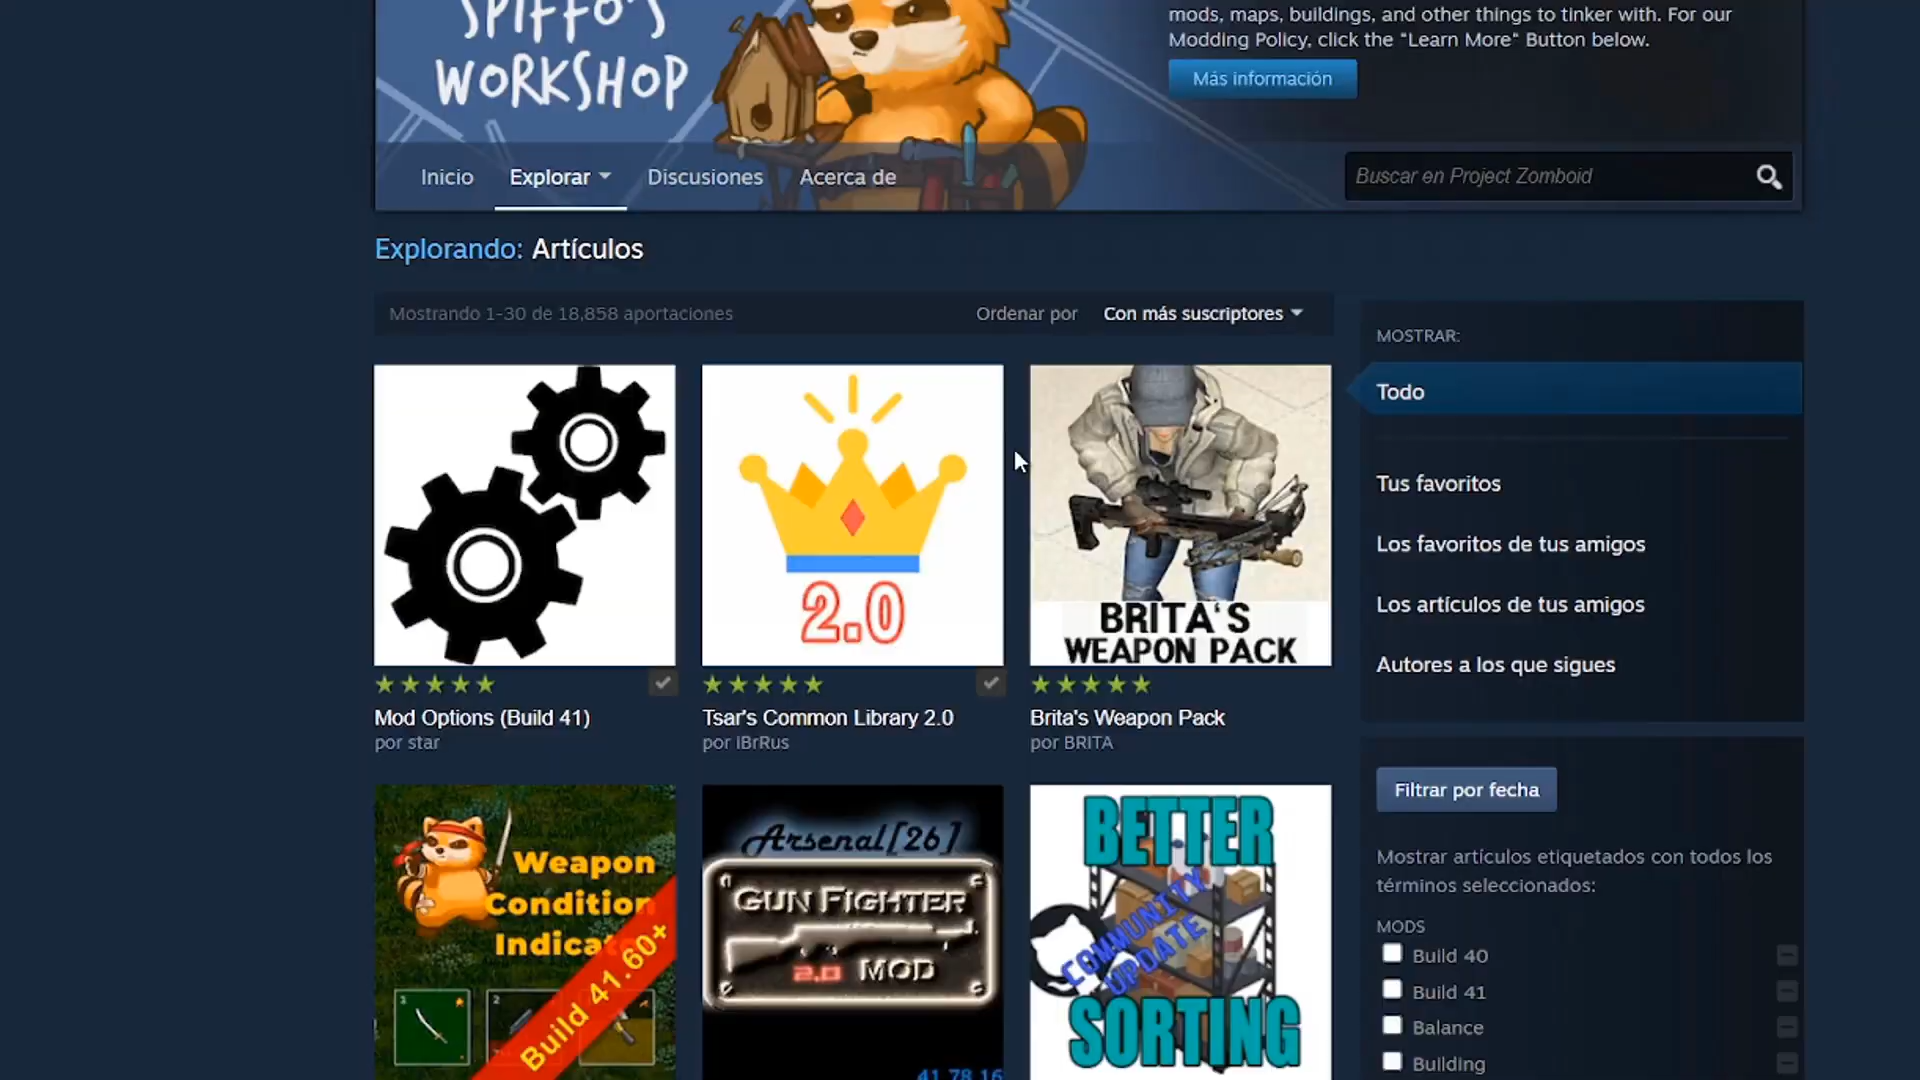 SPIFFO'S
WORKSHOP
mods, maps, buildings, and other things to tinker with. For our
Modding Policy, click the "Learn More" Button below.
Más información
Inicio
Explorar
Discusiones
Acerca de
Buscar en Project Zomboid
Explorando: Artículos
Mostrando 1-30 de 18,858 aportaciones
Ordenar por
Con más suscriptores
2.0
BRITA'S
WEAPON PACK
Mod Options (Build 41)
por star
Tsar's Common Library 2.0
por iBrRus
Brita's Weapon Pack
por BRITA
Weapon
Condition
Build 41.60+
1
2
Arsenal[26]
GUN FIGHTER
2.0 MOD
41.78.16
BETTER
COMMUNITY
UPDATE
SORTING
MOSTRAR:
Todo
Tus favoritos
Los favoritos de tus amigos
Los artículos de tus amigos
Autores a los que sigues
Filtrar por fecha
Mostrar artículos etiquetados con todos los
términos seleccionados:
MODS
Build 40
Build 41
Balance
Building